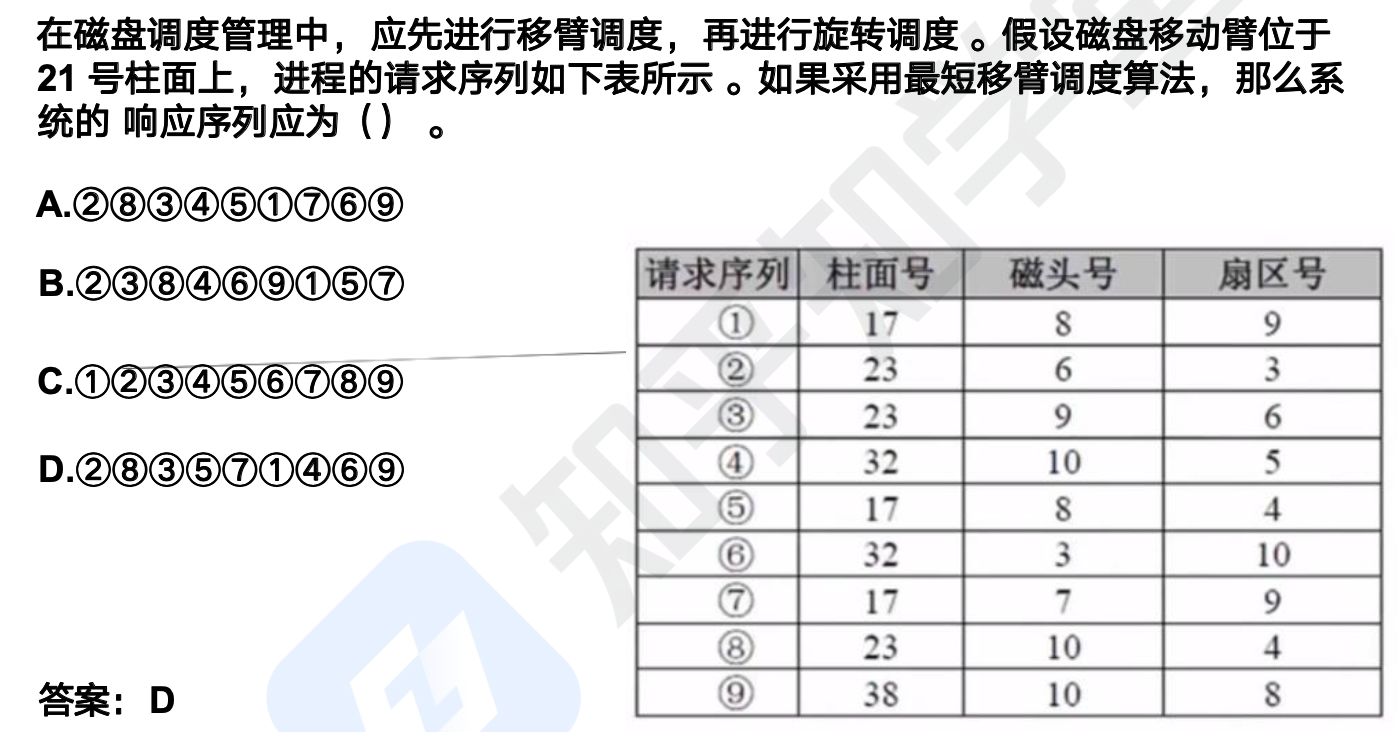 在磁盘调度管理中，应先进行移臂调度，再进行旋转调度 。假设磁盘移动臂位于
21 号柱面上，进程的请求序列如下表所示 。如果采用最短移臂调度算法，那么系
统的 响应序列应为（） 。
A.②⑧③④⑤①⑦⑥⑨
B.②③⑧④⑥⑨①⑤⑦
C.①②③④⑤⑥⑦⑧⑨
D.②⑧③⑤⑦①④⑥⑨
请求序列 柱面号 磁头号 扇区号
① 17 8 9
② 23 6 3
③ 23 9 6
④ 32 10 5
⑤ 17 8 4
⑥ 32 3 10
⑦ 17 7 9
⑧ 23 10 4
⑨ 38 10 8
答案： D
知乎知学堂